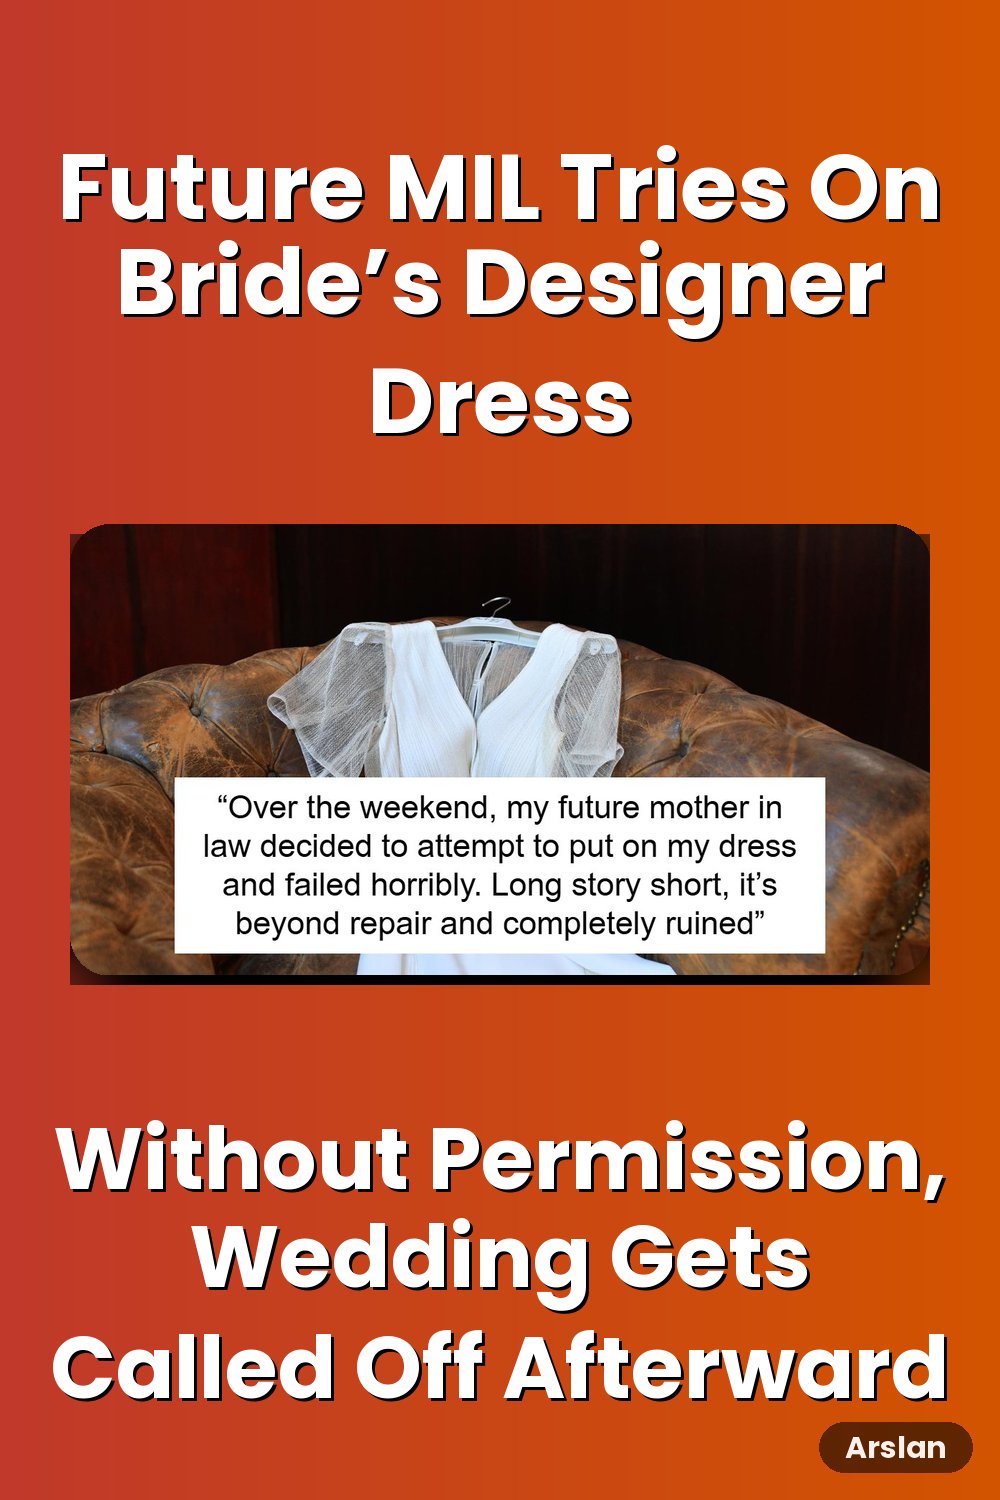 Future MIL Tries On
Bride’s Designer
Dress
“Over the weekend, my future mother in
law decided to attempt to put on my dress
and failed horribly. Long story short, it’s
beyond repair and completely ruined”
Without Permission,
Wedding Gets
Called Off Afterward
Arslan